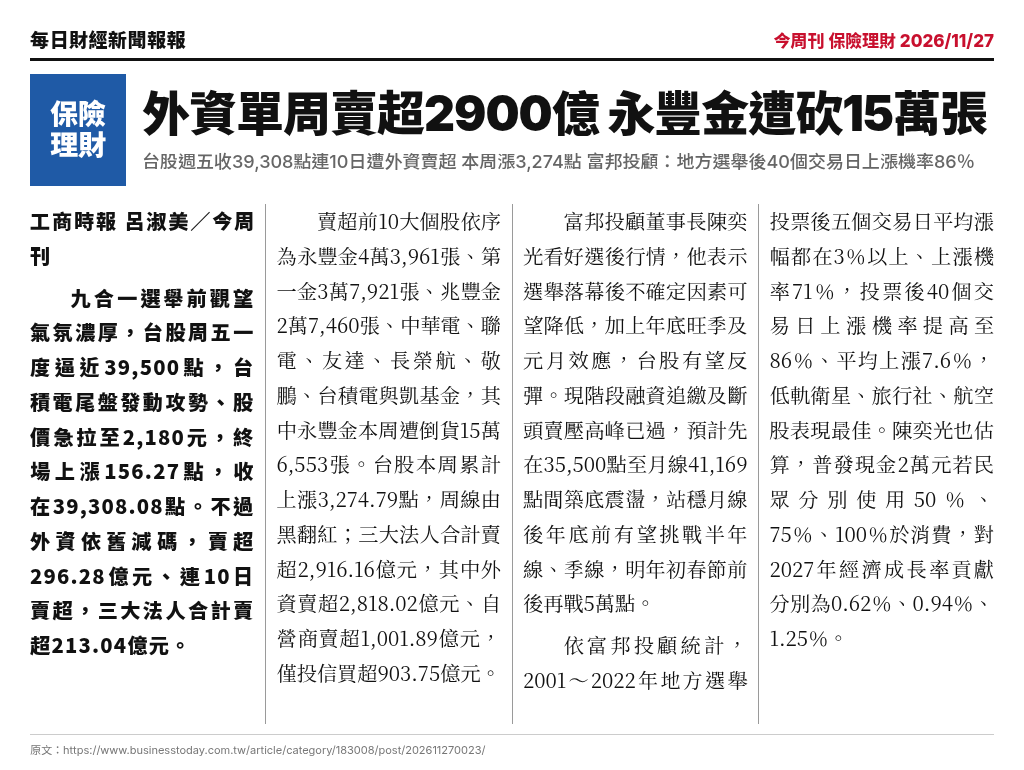 每日財經新聞報報
今周刊 保險理財 2026/11/27
保險
理財
外資單周賣超2900億 永豐金遭砍15萬張
台股週五收39,308點連10日遭外資賣超 本周漲3,274點 富邦投顧：地方選舉後40個交易日上漲機率86%
工商時報 呂淑美／今周
刊
九合一選舉前觀望
氣氛濃厚，台股周五一
度逼近39,500點，台
積電尾盤發動攻勢、股
價急拉至2,180元，終
場上漲156.27點，收
在39,308.08點。不過
外資依舊減碼，賣超
296.28億元、連10日
賣超，三大法人合計賣
超213.04億元。
賣超前10大個股依序
為永豐金4萬3,961張、第
一金3萬7,921張、兆豐金
2萬7,460張、中華電、聯
電、友達、長榮航、敬
鵬、台積電與凱基金，其
中永豐金本周遭倒貨15萬
6,553張。台股本周累計
上漲3,274.79點，周線由
黑翻紅；三大法人合計賣
超2,916.16億元，其中外
資賣超2,818.02億元、自
營商賣超1,001.89億元，
僅投信買超903.75億元。
富邦投顧董事長陳奕
光看好選後行情，他表示
選舉落幕後不確定因素可
望降低，加上年底旺季及
元月效應，台股有望反
彈。現階段融資追繳及斷
頭賣壓高峰已過，預計先
在35,500點至月線41,169
點間築底震盪，站穩月線
後年底前有望挑戰半年
線、季線，明年初春節前
後再戰5萬點。
依富邦投顧統計，
2001～2022年地方選舉
投票後五個交易日平均漲
幅都在3%以上、上漲機
率71%，投票後40個交
易日上漲機率提高至
86%、平均上漲7.6%，
低軌衛星、旅行社、航空
股表現最佳。陳奕光也估
算，普發現金2萬元若民
眾分別使用50%、
75%、100%於消費，對
2027年經濟成長率貢獻
分別為0.62%、0.94%、
1.25%。
原文：https://www.businesstoday.com.tw/article/category/183008/post/202611270023/